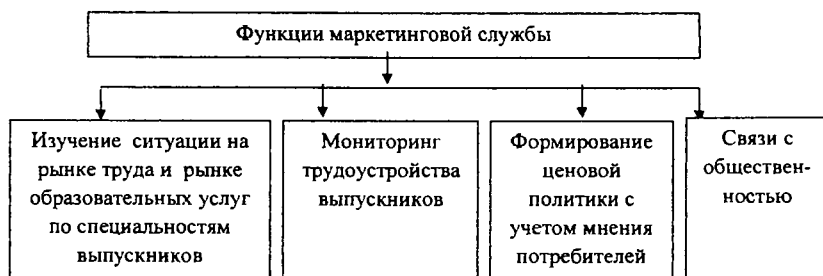 Функции маркетинговой службы
Изучение ситуации на
рынке труда и рынке
образовательных услуг
по специальностям
выпускников
Мониторинг
трудоустройства
выпускников
Формирование
ценовой
политики с
учетом мнения
потребителей
Связи с
обществен-
ностью